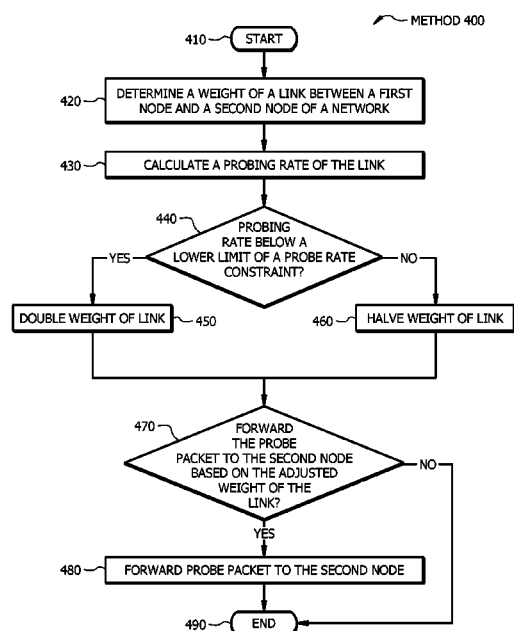 METHOD 400
410
START
420
DETERMINE A WEIGHT OF A LINK BETWEEN A FIRST
NODE AND A SECOND NODE OF A NETWORK
430
CALCULATE A PROBING RATE OF THE LINK
440
PROBING
RATE BELOW A
LOWER LIMIT OF A PROBE RATE
CONSTRAINT?
YES
NO
DOUBLE WEIGHT OF LINK
450
460
HALVE WEIGHT OF LINK
470
FORWARD
THE PROBE
PACKET TO THE SECOND NODE
BASED ON THE ADJUSTED
WEIGHT OF THE
LINK?
NO
YES
480
FORWARD PROBE PACKET TO THE SECOND NODE
490
END